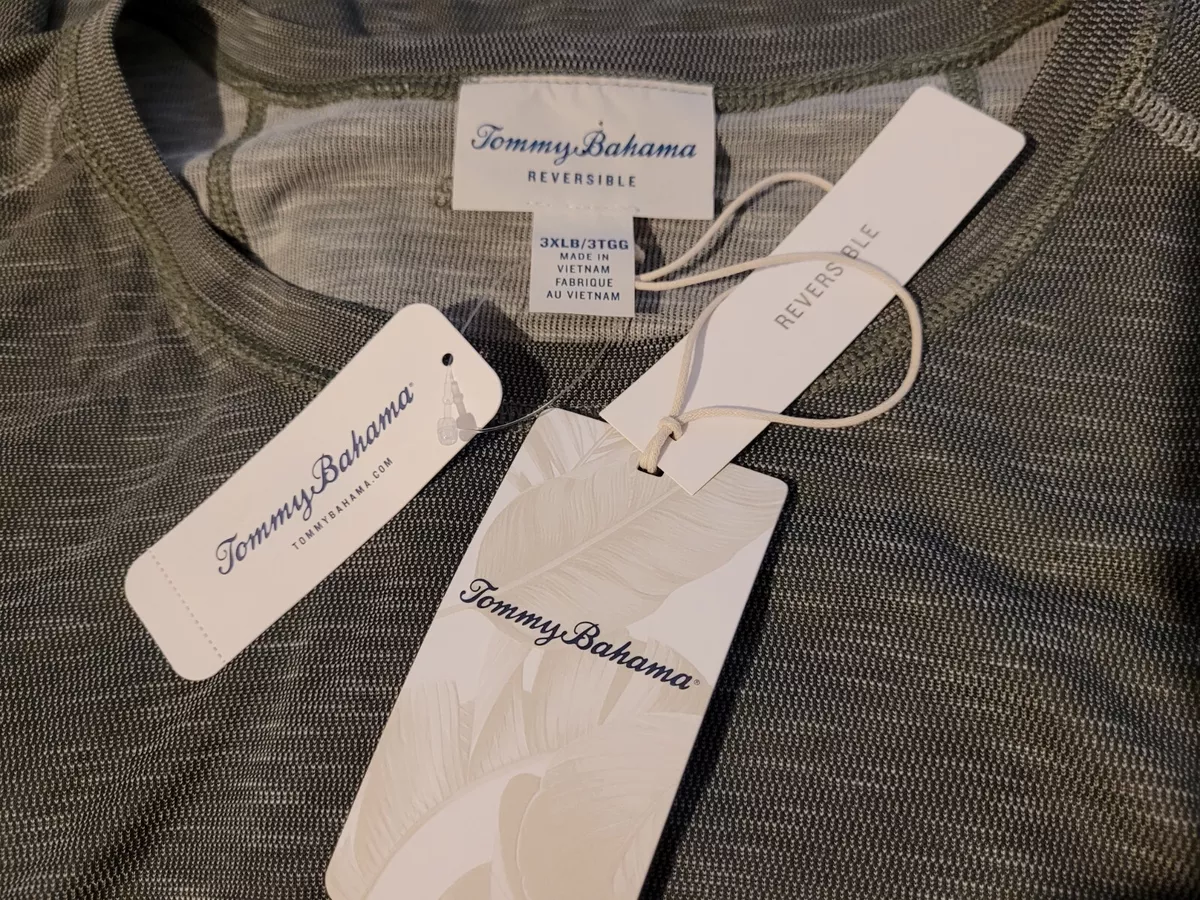 Tommy Bahama
REVERSIBLE
3XLB/3TGG
MADE IN
VIETNAM
FABRIQUE
AU VIETNAM
REVERSIBLE
Tommy Bahama®
TOMMYBAHAMA.COM
Tommy Bahama®